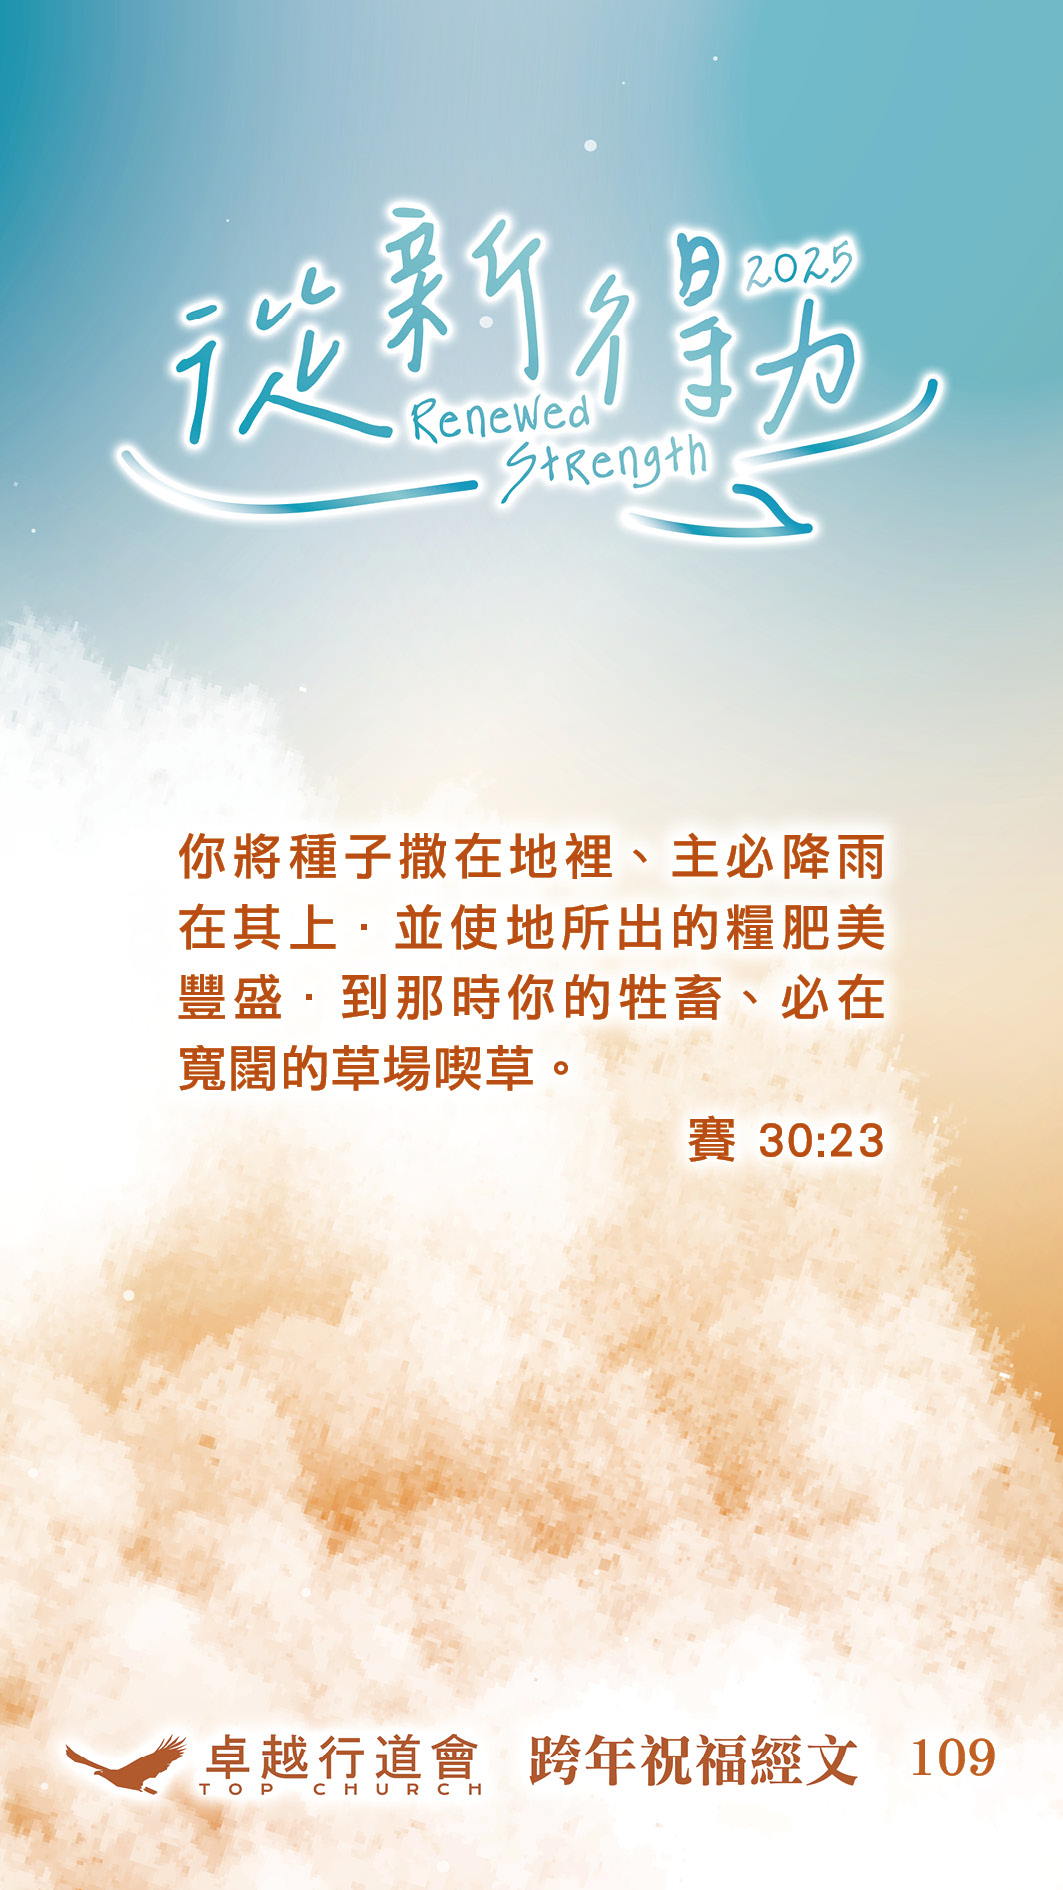 從新得力 2025
Renewed
Strength
你將種子撒在地裡、主必降雨
在其上．並使地所出的糧肥美
豐盛．到那時你的牲畜、必在
寬闊的草場喫草。
賽 30:23
卓越行道會 跨年祝福經文 109
TOP CHURCH